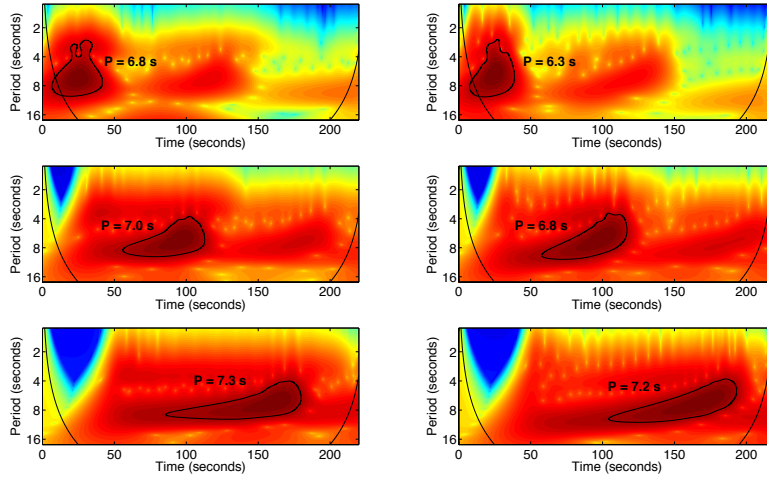 2
4
8
16
Period (seconds)
P = 6.8 s
0 50 100 150 200
Time (seconds)
2
4
8
16
Period (seconds)
P = 6.3 s
0 50 100 150 200
Time (seconds)
2
4
8
16
Period (seconds)
P = 7.0 s
0 50 100 150 200
Time (seconds)
2
4
8
16
Period (seconds)
P = 6.8 s
0 50 100 150 200
Time (seconds)
2
4
8
16
Period (seconds)
P = 7.3 s
0 50 100 150 200
Time (seconds)
2
4
8
16
Period (seconds)
P = 7.2 s
0 50 100 150 200
Time (seconds)